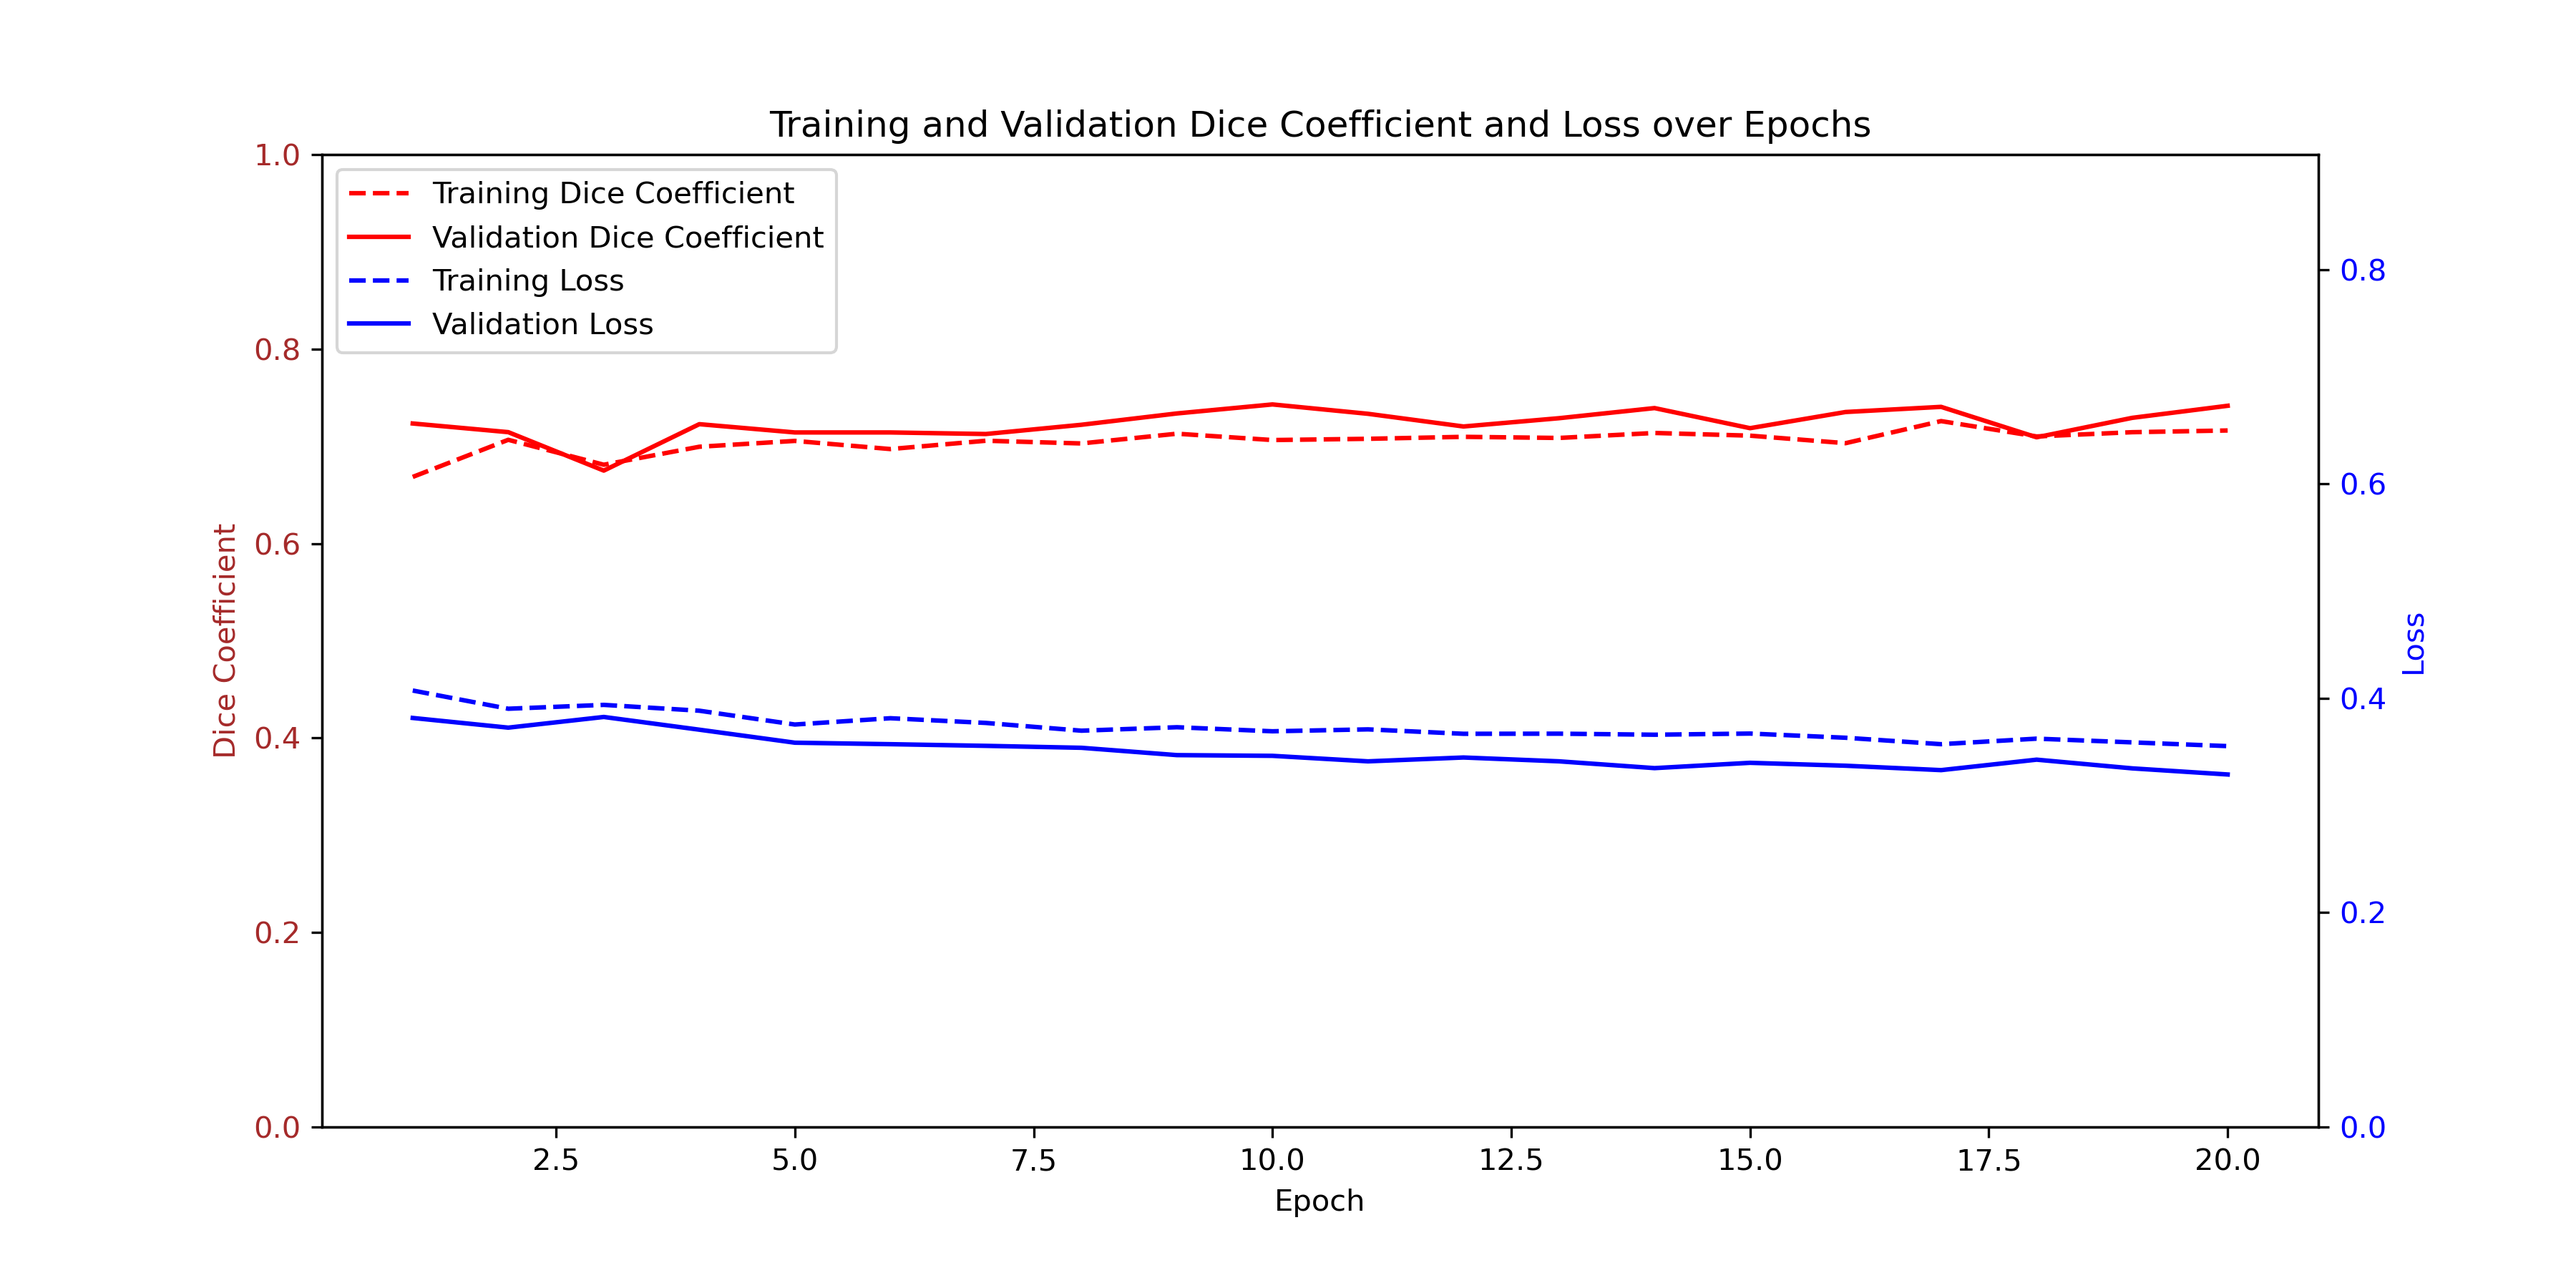 Training and Validation Dice Coefficient and Loss over Epochs
1.0
0.8
0.6
0.4
0.2
0.0
Dice Coefficient
Training Dice Coefficient
Validation Dice Coefficient
Training Loss
Validation Loss
0.8
0.6
0.4
0.2
0.0
Loss
2.5 5.0 7.5 10.0 12.5 15.0 17.5 20.0
Epoch